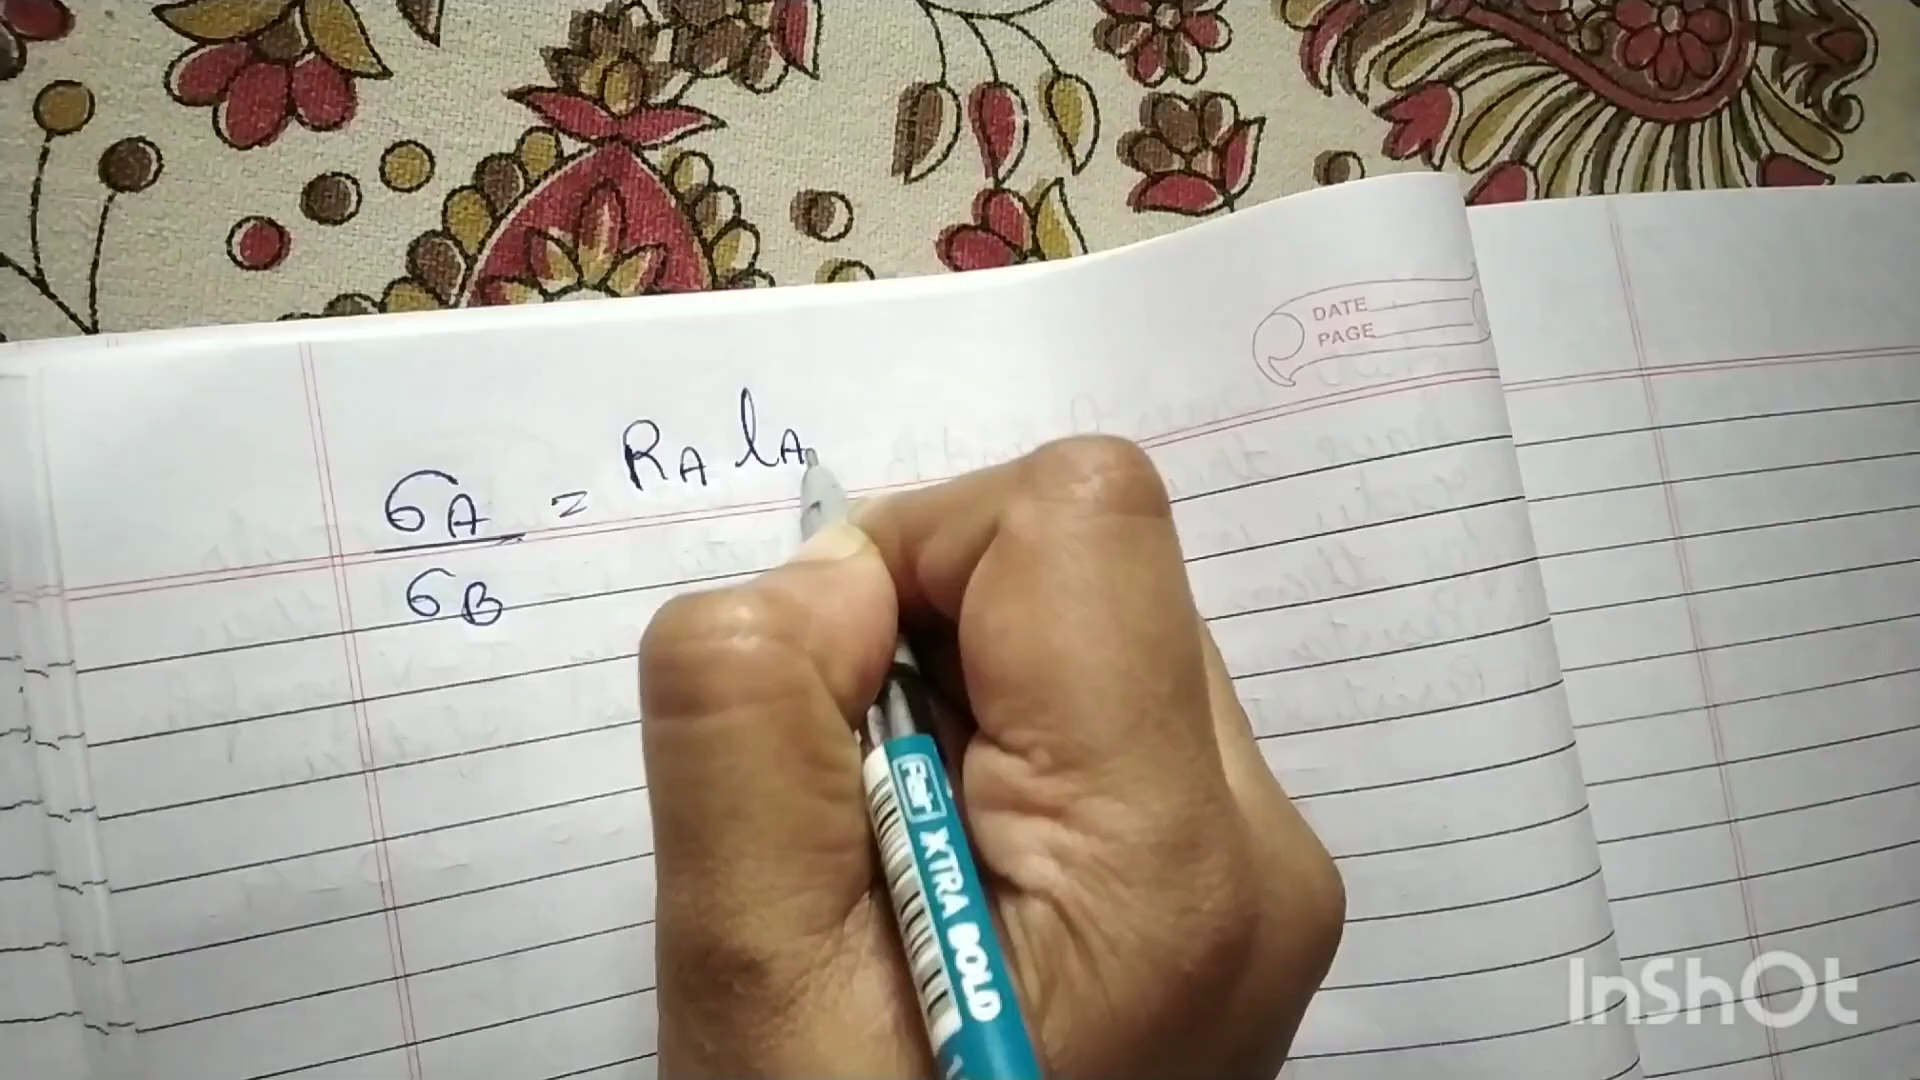 DATE
PAGE
σA = RA lA
σB
Flair XTRA BOLD
InShOt